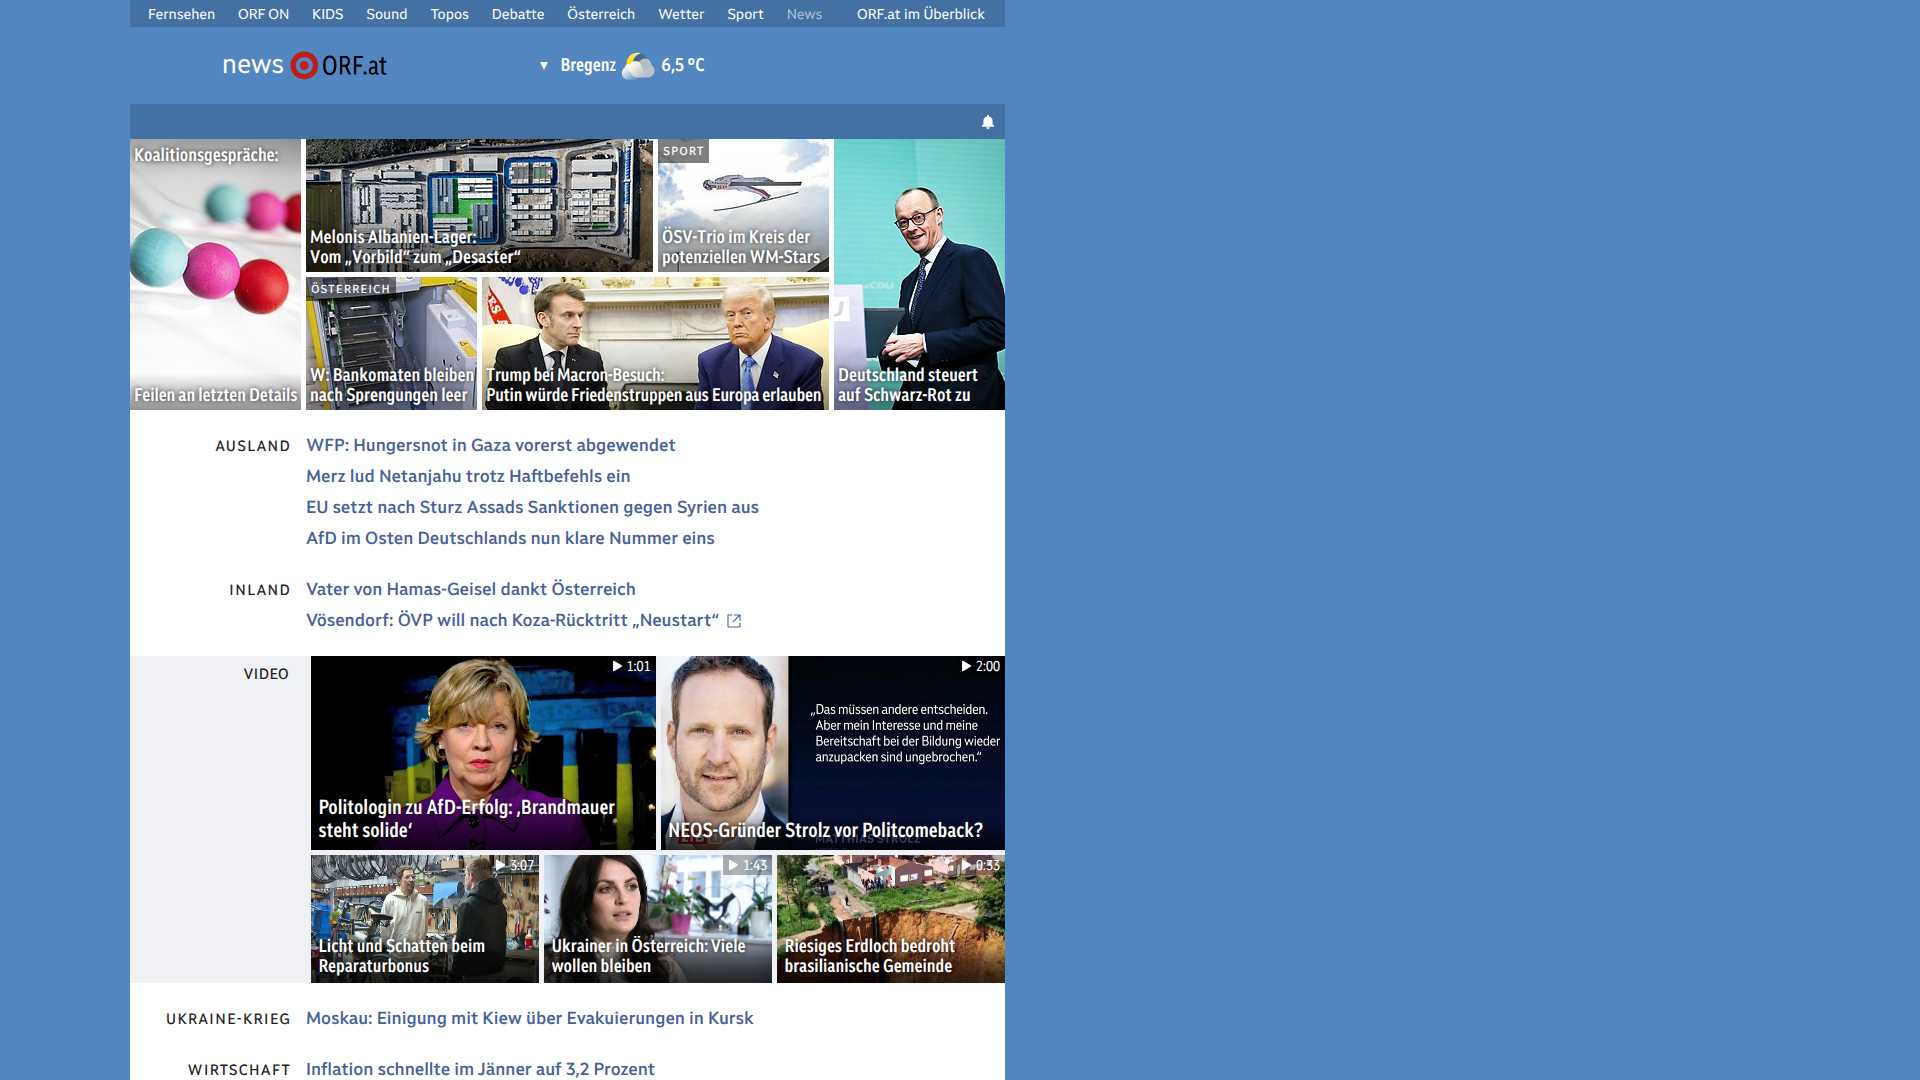 Fernsehen ORF ON KIDS Sound Topos Debatte Österreich Wetter Sport News ORF.at im Überblick
news ORF.at
Bregenz 6,5 °C
Koalitionsgespräche:
Feilen an letzten Details
Melonis Albanien-Lager:
Vom „Vorbild“ zum „Desaster“
SPORT
ÖSV-Trio im Kreis der
potenziellen WM-Stars
ÖSTERREICH
W: Bankomaten bleiben
nach Sprengungen leer
Trump bei Macron-Besuch:
Putin würde Friedenstruppen aus Europa erlauben
Deutschland steuert
auf Schwarz-Rot zu
AUSLAND
WFP: Hungersnot in Gaza vorerst abgewendet
Merz lud Netanjahu trotz Haftbefehls ein
EU setzt nach Sturz Assads Sanktionen gegen Syrien aus
AfD im Osten Deutschlands nun klare Nummer eins
INLAND
Vater von Hamas-Geisel dankt Österreich
Vösendorf: ÖVP will nach Koza-Rücktritt „Neustart“
VIDEO
1:01
Politologin zu AfD-Erfolg: ‚Brandmauer
steht solide‘
2:00
„Das müssen andere entscheiden.
Aber mein Interesse und meine
Bereitschaft bei der Bildung wieder
anzupacken sind ungebrochen.“
NEOS-Gründer Strolz vor Politcomeback?
MATTHIAS STROLZ
3:07
Licht und Schatten beim
Reparaturbonus
1:43
Ukrainer in Österreich: Viele
wollen bleiben
0:33
Riesiges Erdloch bedroht
brasilianische Gemeinde
UKRAINE-KRIEG
Moskau: Einigung mit Kiew über Evakuierungen in Kursk
WIRTSCHAFT
Inflation schnellte im Jänner auf 3,2 Prozent